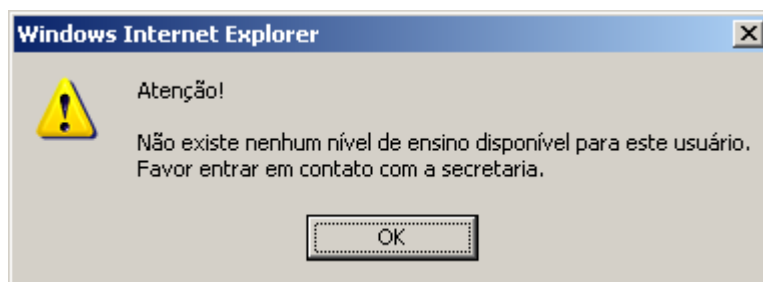 Windows Internet Explorer
Atenção!
Não existe nenhum nível de ensino disponível para este usuário.
Favor entrar em contato com a secretaria.
OK